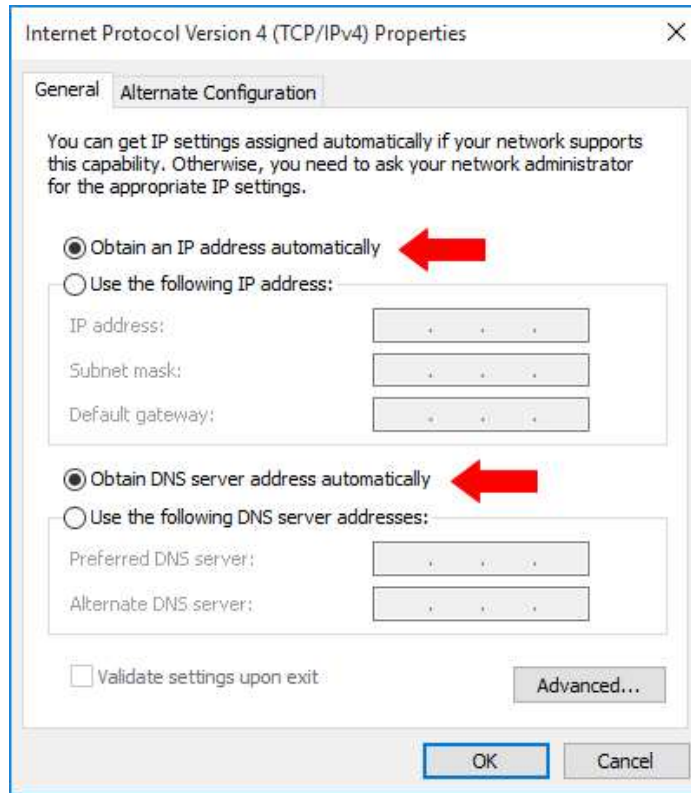 Internet Protocol Version 4 (TCP/IPv4) Properties
General
Alternate Configuration
You can get IP settings assigned automatically if your network supports
this capability. Otherwise, you need to ask your network administrator
for the appropriate IP settings.
Obtain an IP address automatically
Use the following IP address:
IP address:
Subnet mask:
Default gateway:
Obtain DNS server address automatically
Use the following DNS server addresses:
Preferred DNS server:
Alternate DNS server:
Validate settings upon exit
Advanced...
OK
Cancel